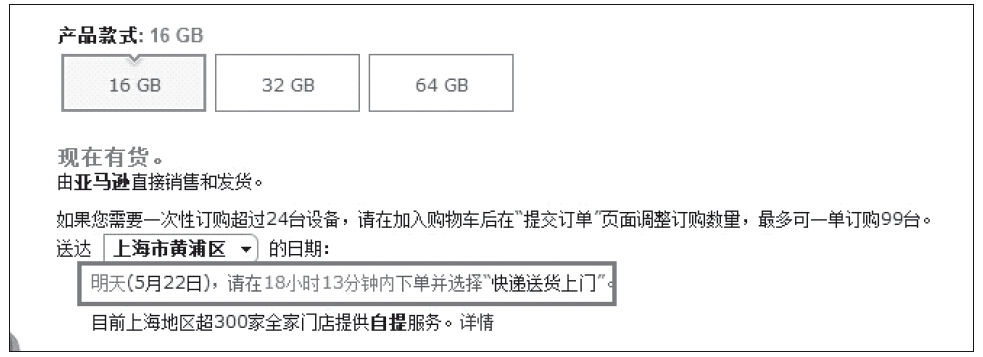 产品款式: 16 GB
16 GB 32 GB 64 GB
现在有货。
由亚马逊直接销售和发货。
如果您需要一次性订购超过24台设备，请在加入购物车后在“提交订单”页面调整订购数量，最多可一单订购99台。
送达 上海市黄浦区 的日期:
明天(5月22日)，请在18小时13分钟内下单并选择“快递送货上门”。
目前上海地区超300家全家门店提供自提服务。详情